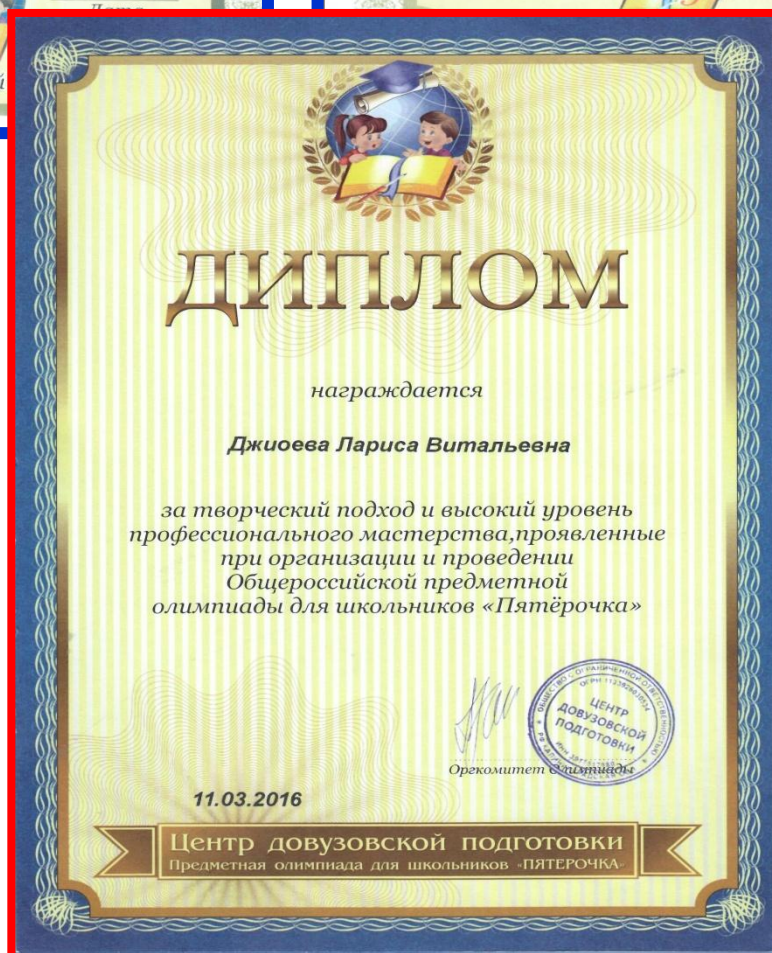 ДИПЛОМ
награждается
Джиоева Лариса Витальевна
за творческий подход и высокий уровень
профессионального мастерства,проявленные
при организации и проведении
Общероссийской предметной
олимпиады для школьников «Пятёрочка»
ЦЕНТР
ДОВУЗОВСКОЙ
ПОДГОТОВКИ
Оргкомитет Олимпиады
11.03.2016
Центр довузовской подготовки
Предметная олимпиада для школьников «ПЯТЕРОЧКА»